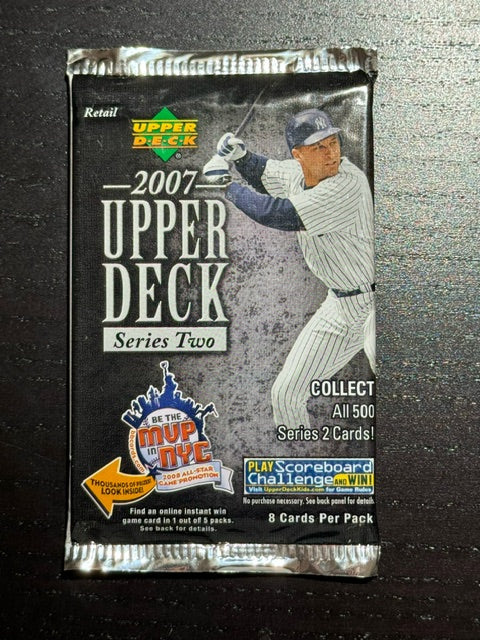 Retail
UPPER
D·E·C·K
2007
UPPER
DECK
Series Two
COLLECT
All 500
Series 2 Cards!
BE THE
MVP
in
NYC
2008 ALL-STAR
GAME PROMOTION
THOUSANDS OF PRIZES!
LOOK INSIDE!
PLAY Scoreboard
Challenge AND WIN!
Visit UpperDeckKids.com for Game Rules
No purchase necessary. See back panel for details
Find an online instant win
game card in 1 out of 5 packs.
See back for details.
8 Cards Per Pack